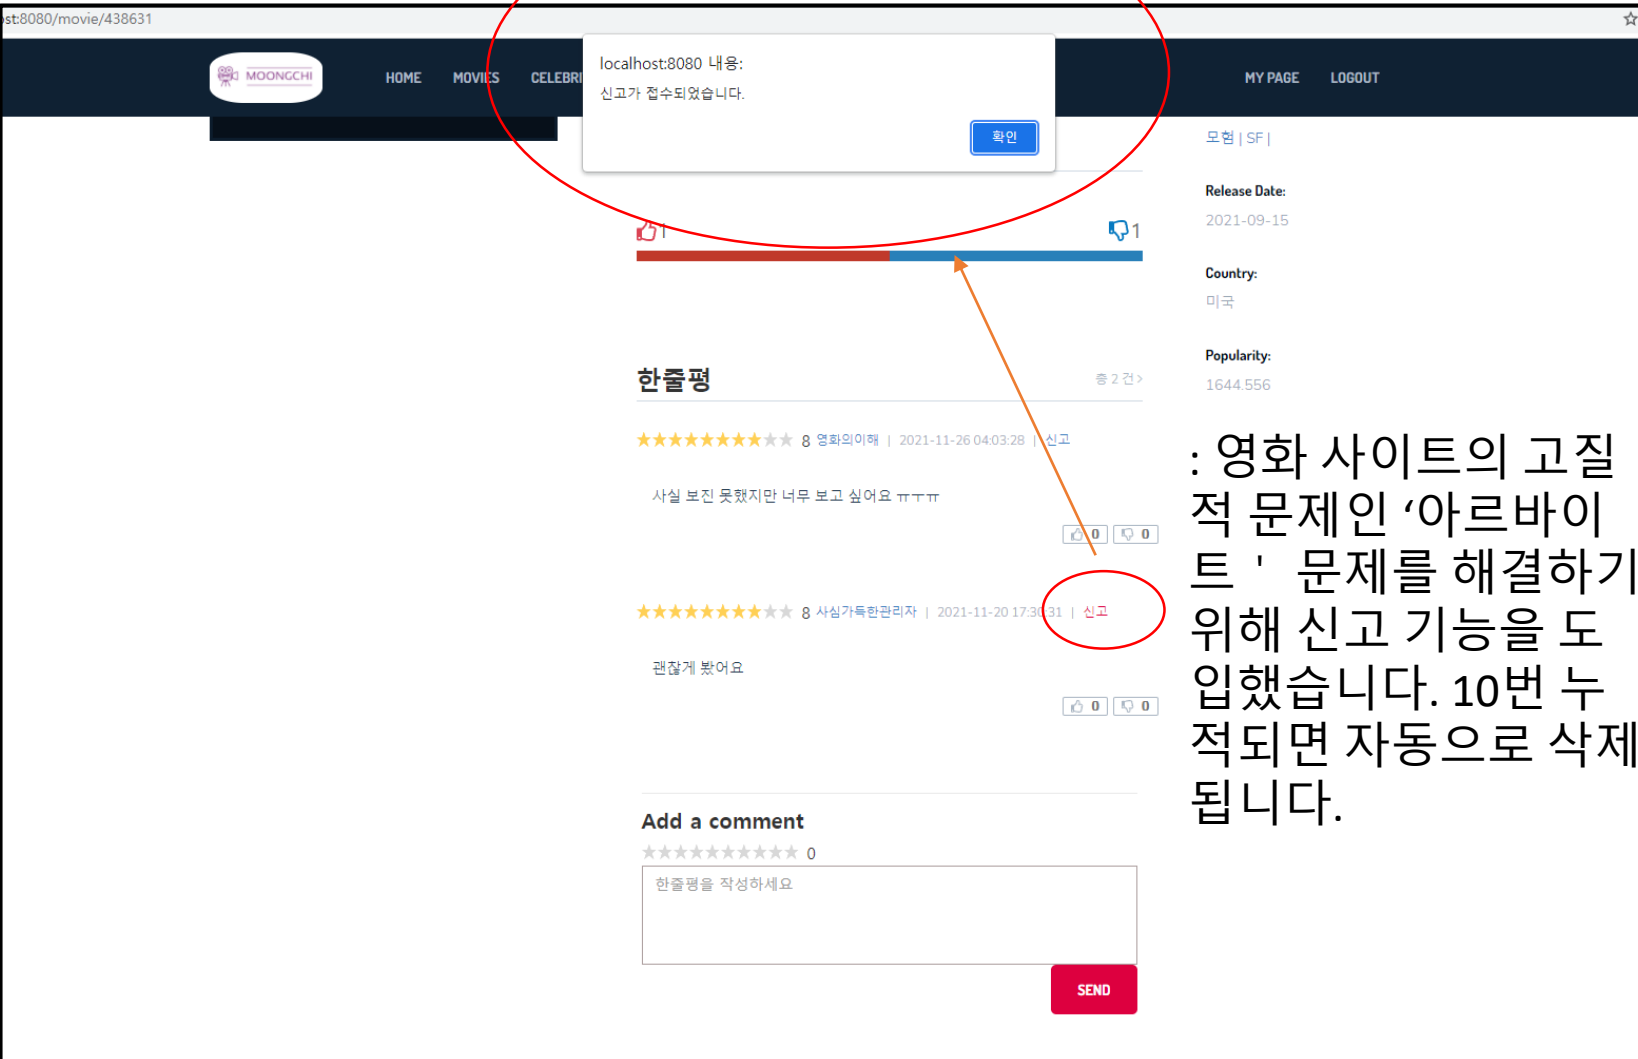 st:8080/movie/438631
MOONGCHI
HOME MOVIES CELEBRI
MY PAGE LOGOUT
localhost:8080 내용:
신고가 접수되었습니다.
확인
모험 | SF |
Release Date:
2021-09-15
Country:
미국
Popularity:
1644.556
1
1
한줄평
총 2 건 >
8 영화의이해 | 2021-11-26 04:03:28 | 신고
사실 보진 못했지만 너무 보고 싶어요 ㅠㅜㅠ
0 0
8 사심가득한관리자 | 2021-11-20 17:30:31 | 신고
괜찮게 봤어요
0 0
Add a comment
0
한줄평을 작성하세요
SEND
: 영화 사이트의 고질
적 문제인 ‘아르바이
트 ' 문제를 해결하기
위해 신고 기능을 도
입했습니다. 10번 누
적되면 자동으로 삭제
됩니다.